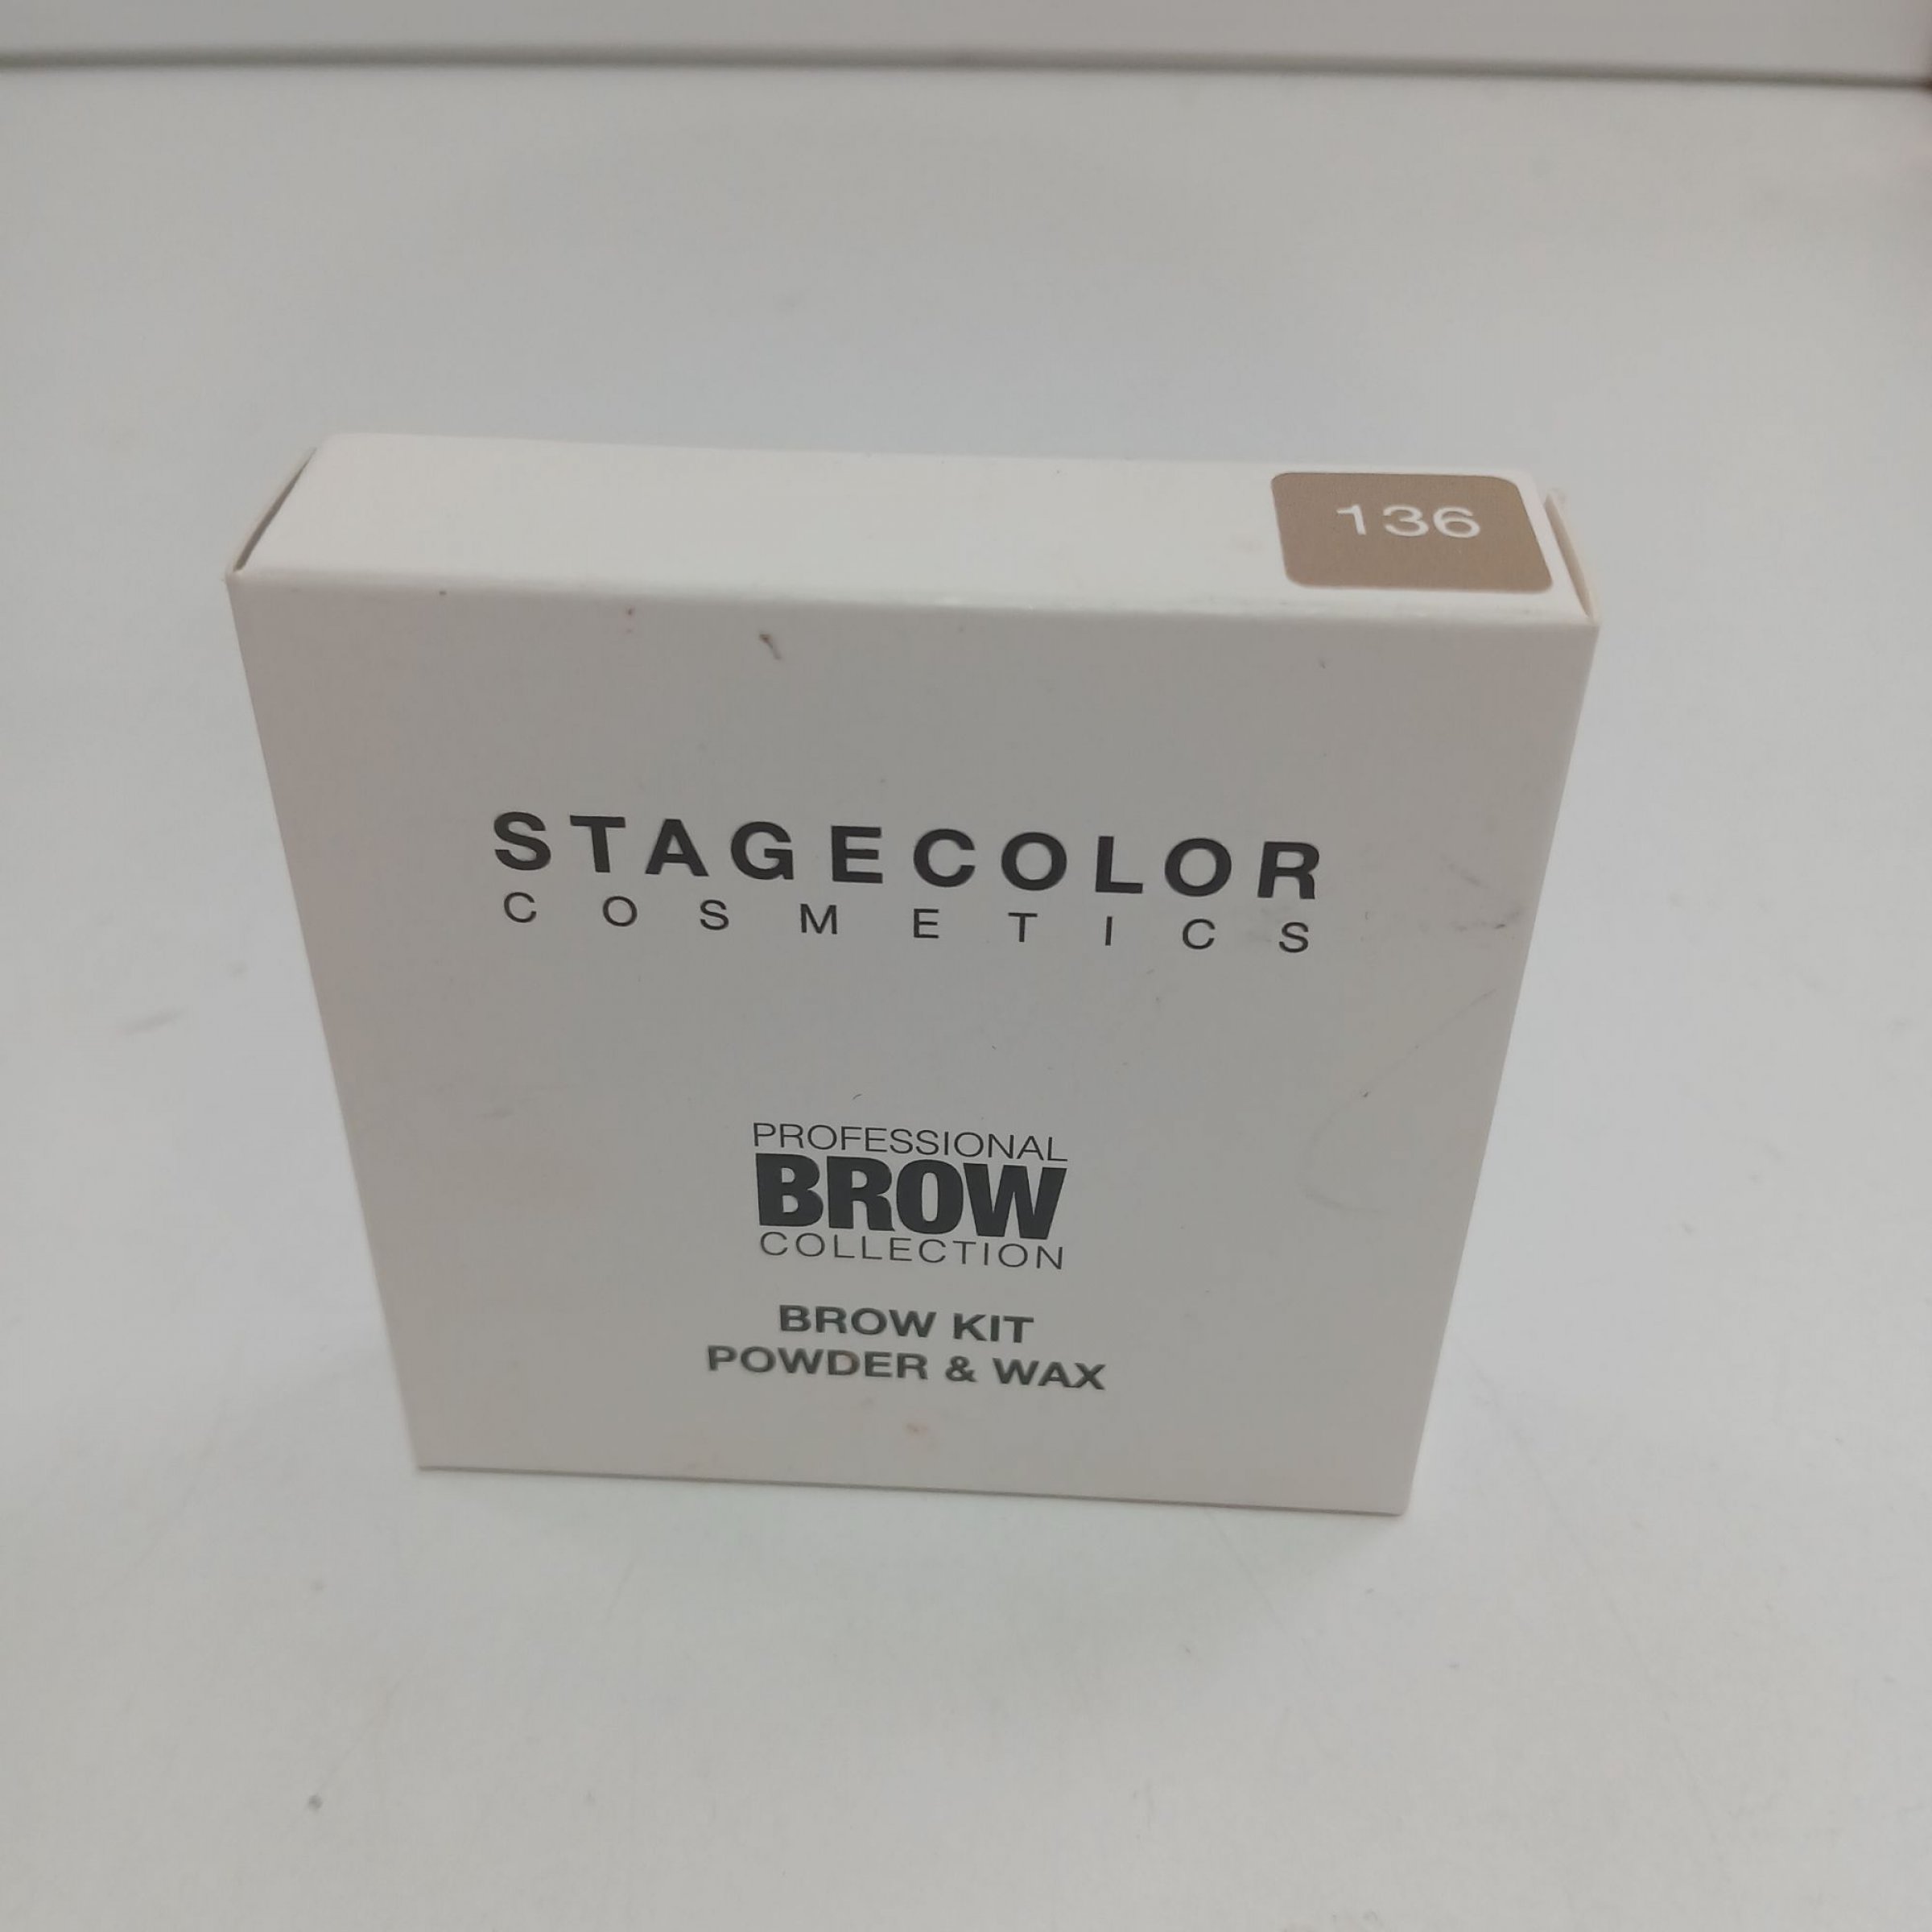 136
STAGECOLOR
COSMETICS
PROFESSIONAL
BROW
COLLECTION
BROW KIT
POWDER & WAX